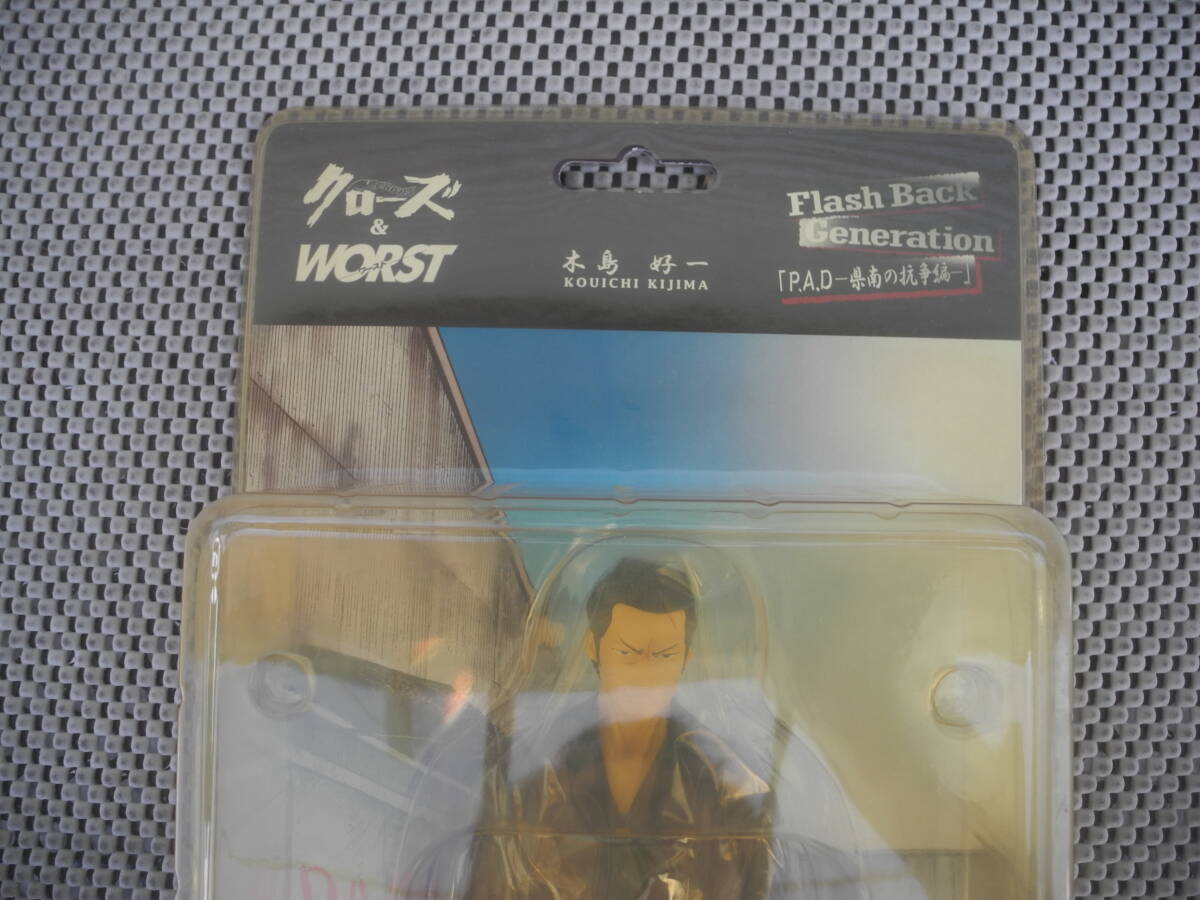 クローズ
&
WORST
木島 好一
KOUICHI KIJIMA
Flash Back
Generation
「P.A.D－県南の抗争編－」